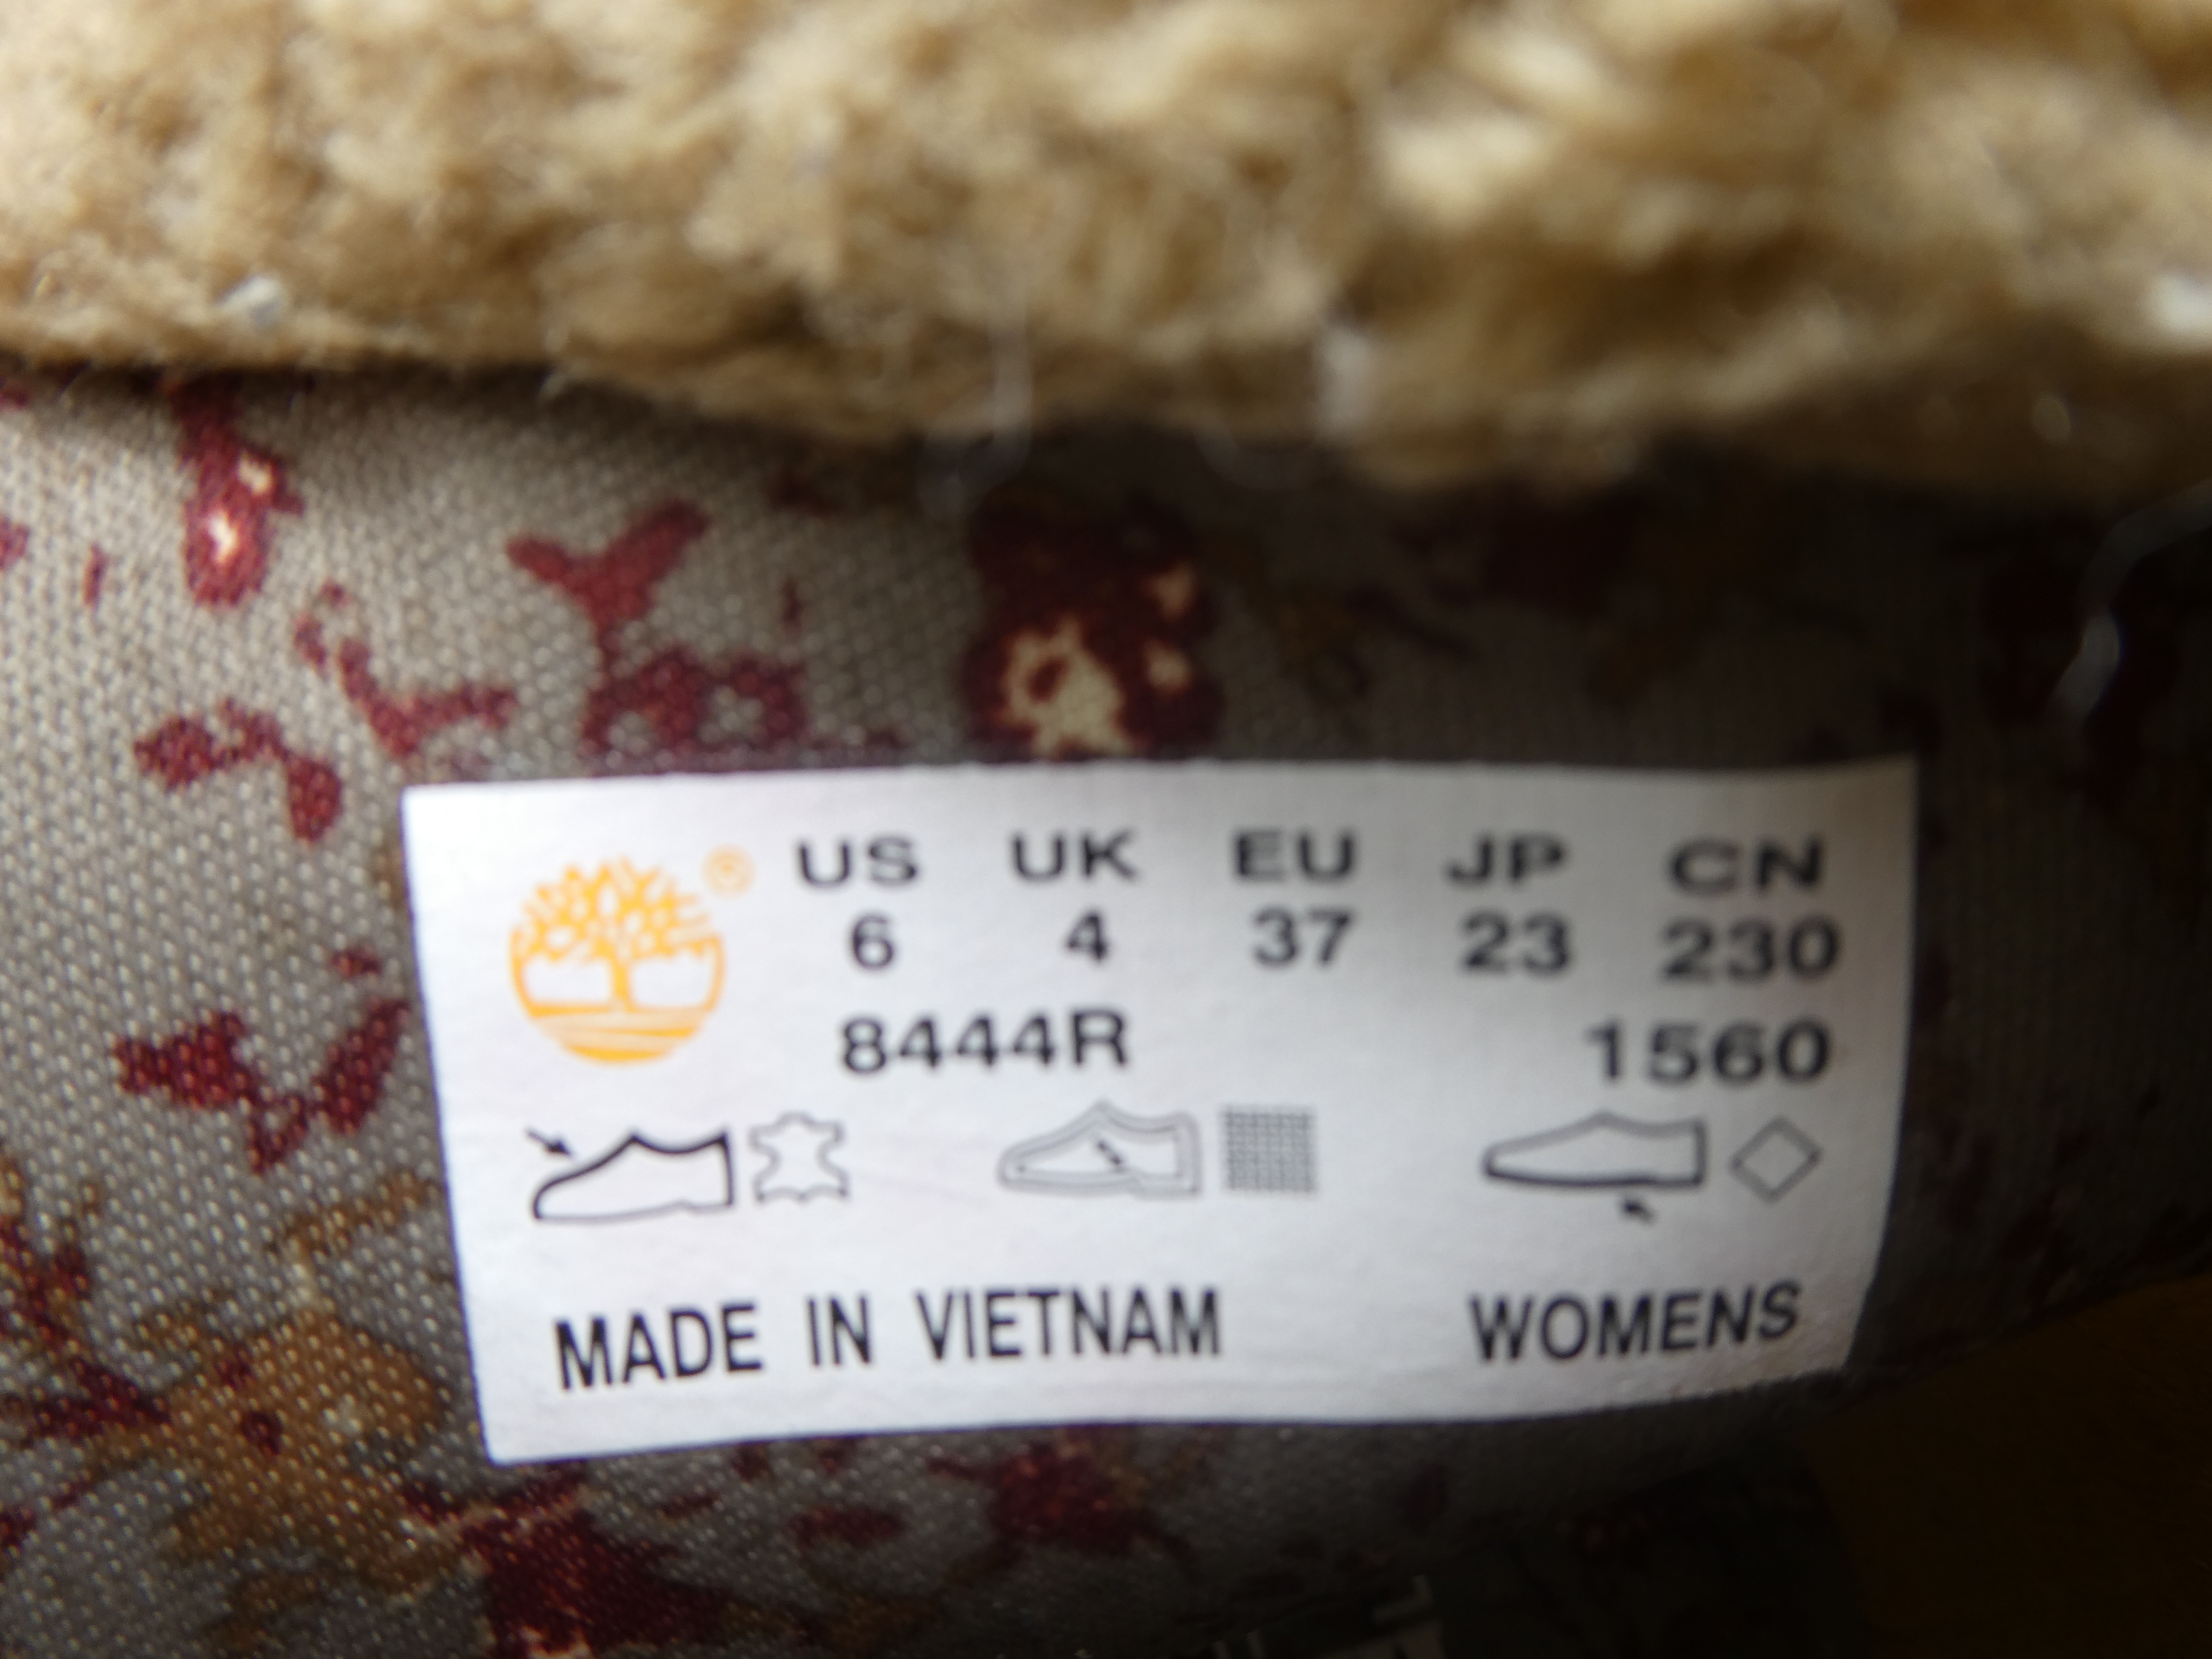 ® US UK EU JP CN
6 4 37 23 230
8444R 1560
MADE IN VIETNAM WOMENS